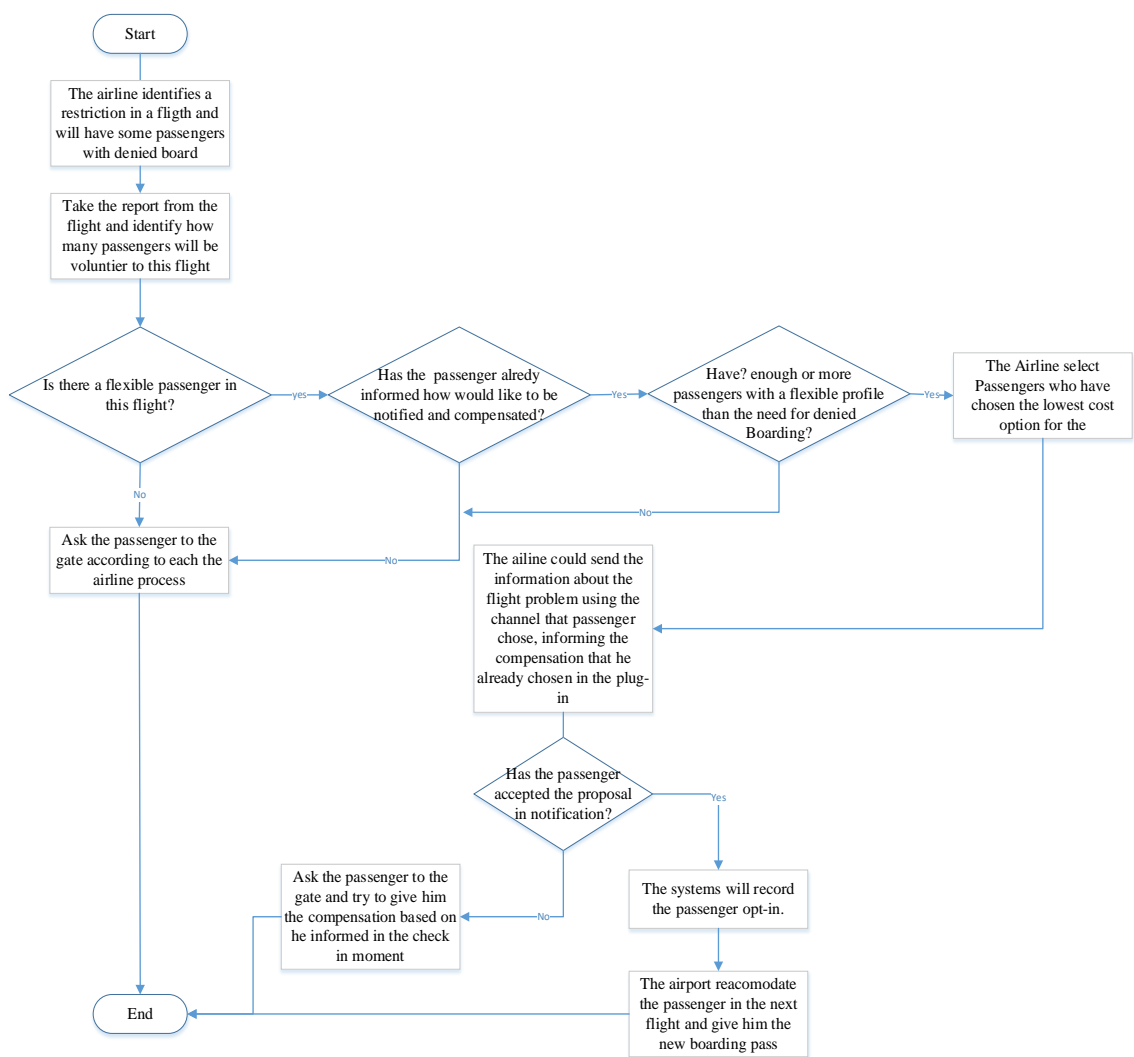 Start
The airline identifies a
restriction in a fligth and
will have some passengers
with denied board
Take the report from the
flight and identify how
many passengers will be
voluntier to this flight
Is there a flexible passenger in
this flight?
yes
Has the  passenger alredy
informed how would like to be
notified and compensated?
Yes
Have? enough or more
passengers with a flexible profile
than the need for denied
Boarding?
Yes
The Airline select
Passengers who have
chosen the lowest cost
option for the
No
No
Ask the passenger to the
gate according to each the
airline process
No
The ailine could send the
information about the
flight problem using the
channel that passenger
chose, informing the
compensation that he
already chosen in the plug-
in
Has the passenger
accepted the proposal
in notification?
Yes
Ask the passenger to the
gate and try to give him
the compensation based on
he informed in the check
in moment
No
The systems will record
the passenger opt-in.
The airport reacomodate
the passenger in the next
flight and give him the
new boarding pass
End